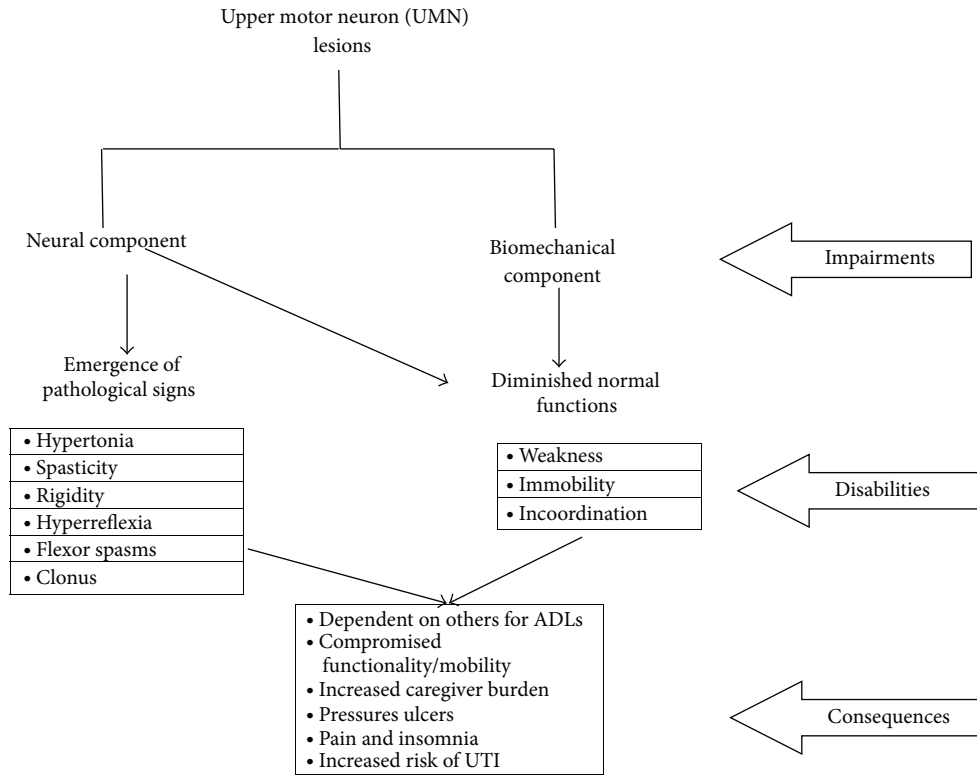 Upper motor neuron (UMN)
lesions
Neural component
Biomechanical
component
Impairments
Emergence of
pathological signs
Diminished normal
functions
• Hypertonia
• Spasticity
• Rigidity
• Hyperreflexia
• Flexor spasms
• Clonus
• Weakness
• Immobility
• Incoordination
Disabilities
• Dependent on others for ADLs
• Compromised
functionality/mobility
• Increased caregiver burden
• Pressures ulcers
• Pain and insomnia
• Increased risk of UTI
Consequences